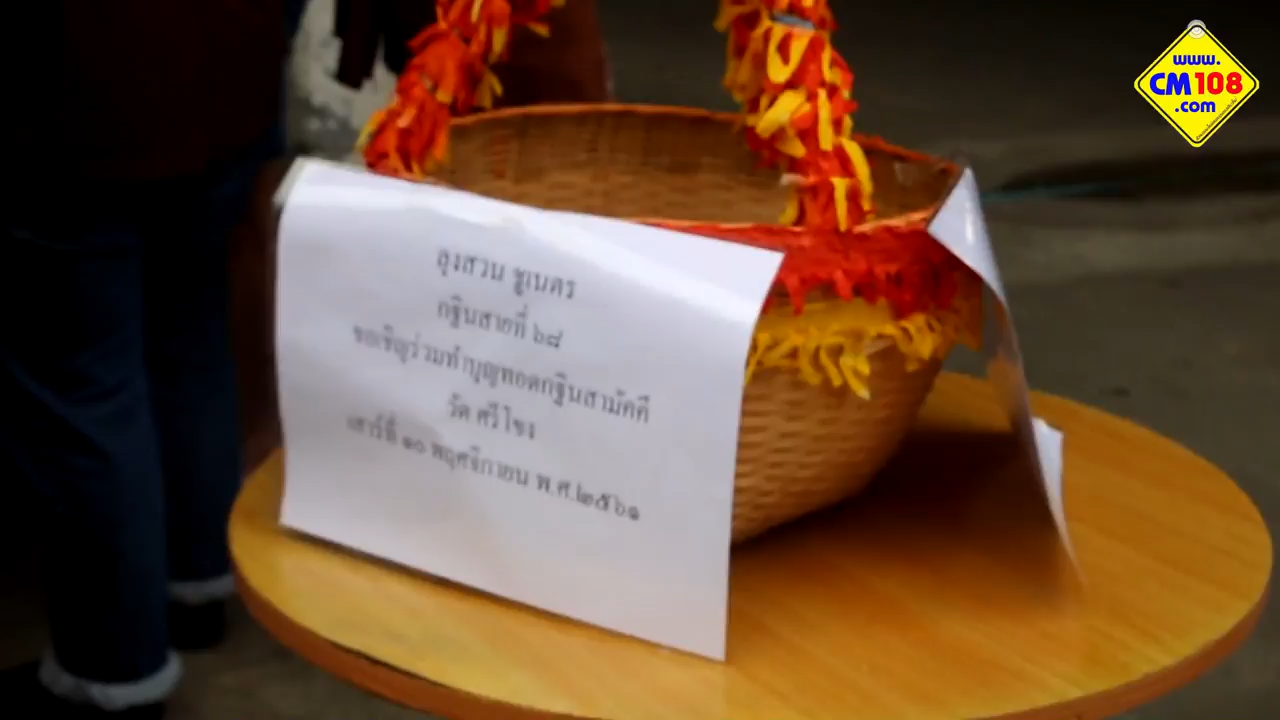 ลุงสวน ชูเนตร
กฐินสายที่ ๖๘
ขอเชิญร่วมทำบุญทอดกฐินสามัคคี
วัด ศรีโขง
เสาร์ที่ ๑๐ พฤศจิกายน พ.ศ.๒๕๖๑
www.
CM108
.com